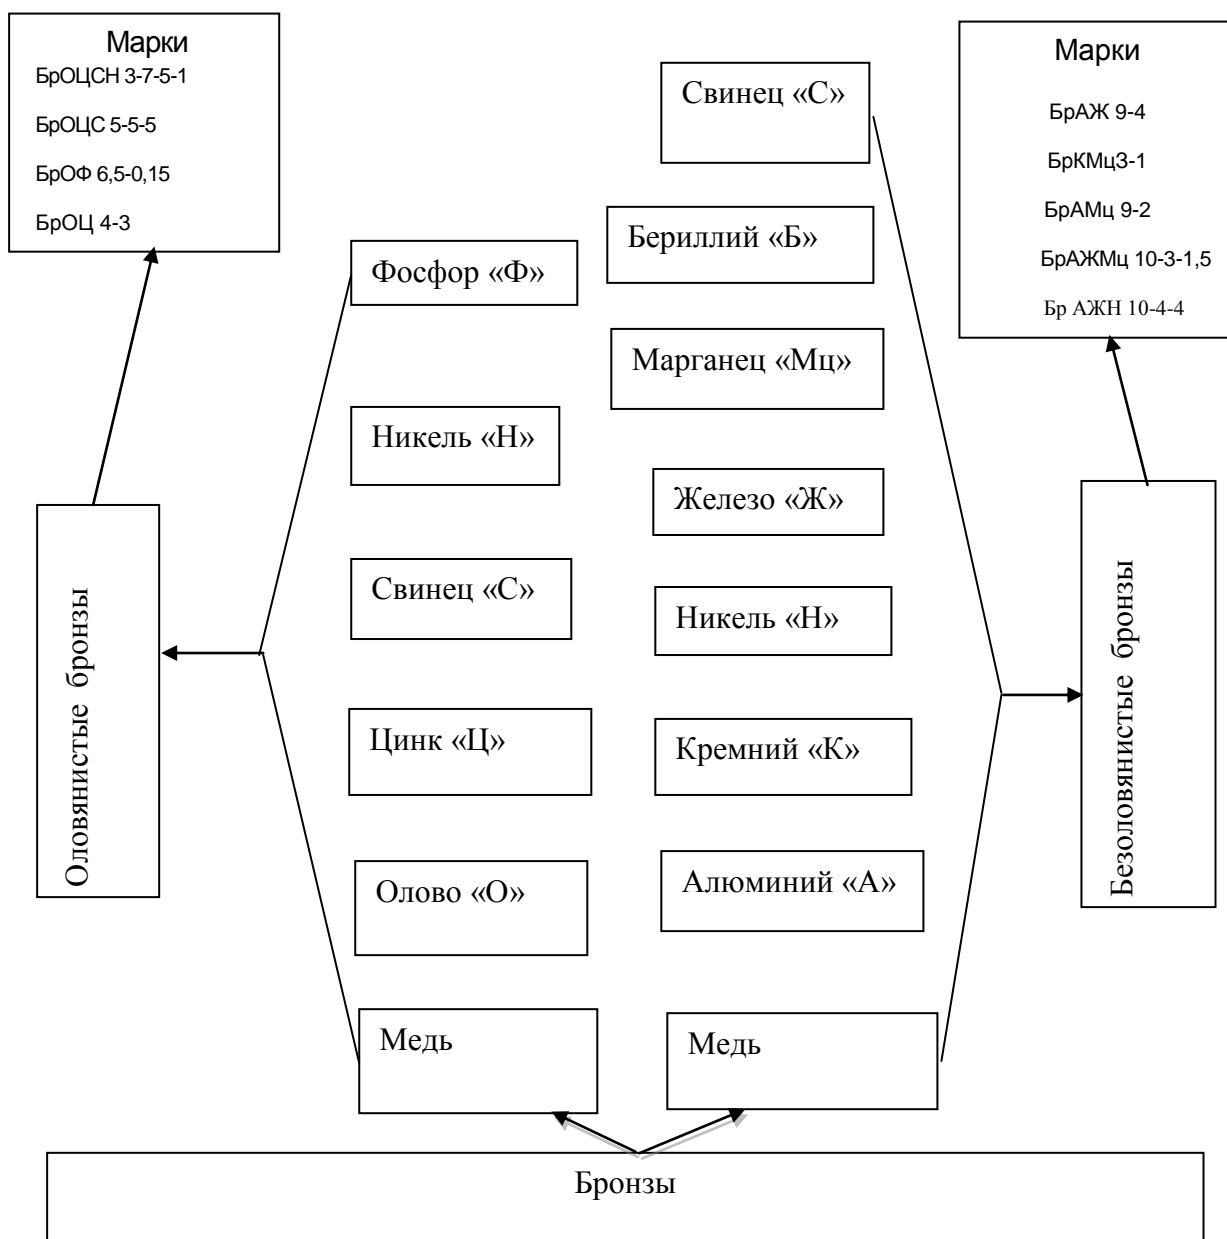 Марки
БрОЦСН 3-7-5-1
БрОЦС 5-5-5
БрОФ 6,5-0,15
БрОЦ 4-3
Марки
БрАЖ 9-4
БрКМц3-1
БрАМц 9-2
БрАЖМц 10-3-1,5
Бр АЖН 10-4-4
Оловянистые бронзы
Фосфор «Ф»
Никель «Н»
Свинец «С»
Цинк «Ц»
Олово «О»
Медь
Свинец «С»
Бериллий «Б»
Марганец «Мц»
Железо «Ж»
Никель «Н»
Кремний «К»
Алюминий «А»
Медь
Безоловянистые бронзы
Бронзы